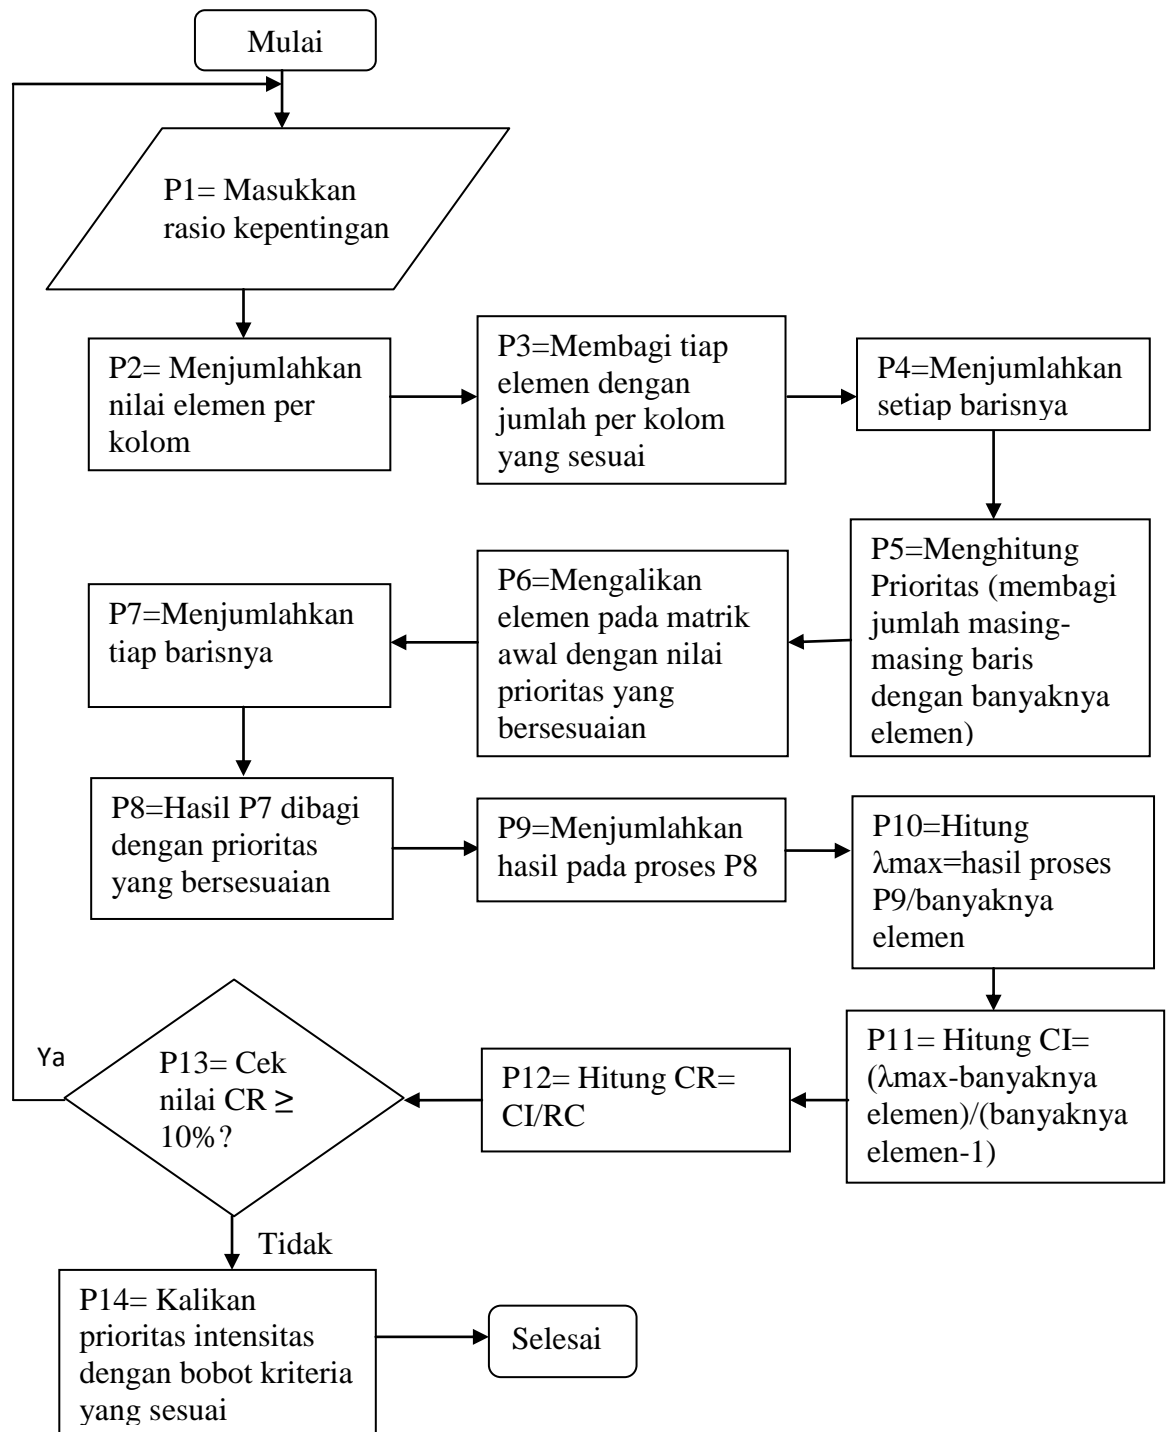 Mulai
P1= Masukkan
rasio kepentingan
P2= Menjumlahkan
nilai elemen per
kolom
P3=Membagi tiap
elemen dengan
jumlah per kolom
yang sesuai
P4=Menjumlahkan
setiap barisnya
P5=Menghitung
Prioritas (membagi
jumlah masing-
masing baris
dengan banyaknya
elemen)
P6=Mengalikan
elemen pada matrik
awal dengan nilai
prioritas yang
bersesuaian
P7=Menjumlahkan
tiap barisnya
P8=Hasil P7 dibagi
dengan prioritas
yang bersesuaian
P9=Menjumlahkan
hasil pada proses P8
P10=Hitung
λmax=hasil proses
P9/banyaknya
elemen
P11= Hitung CI=
(λmax-banyaknya
elemen)/(banyaknya
elemen-1)
P12= Hitung CR=
CI/RC
P13= Cek
nilai CR ≥
10%?
Ya
Tidak
P14= Kalikan
prioritas intensitas
dengan bobot kriteria
yang sesuai
Selesai